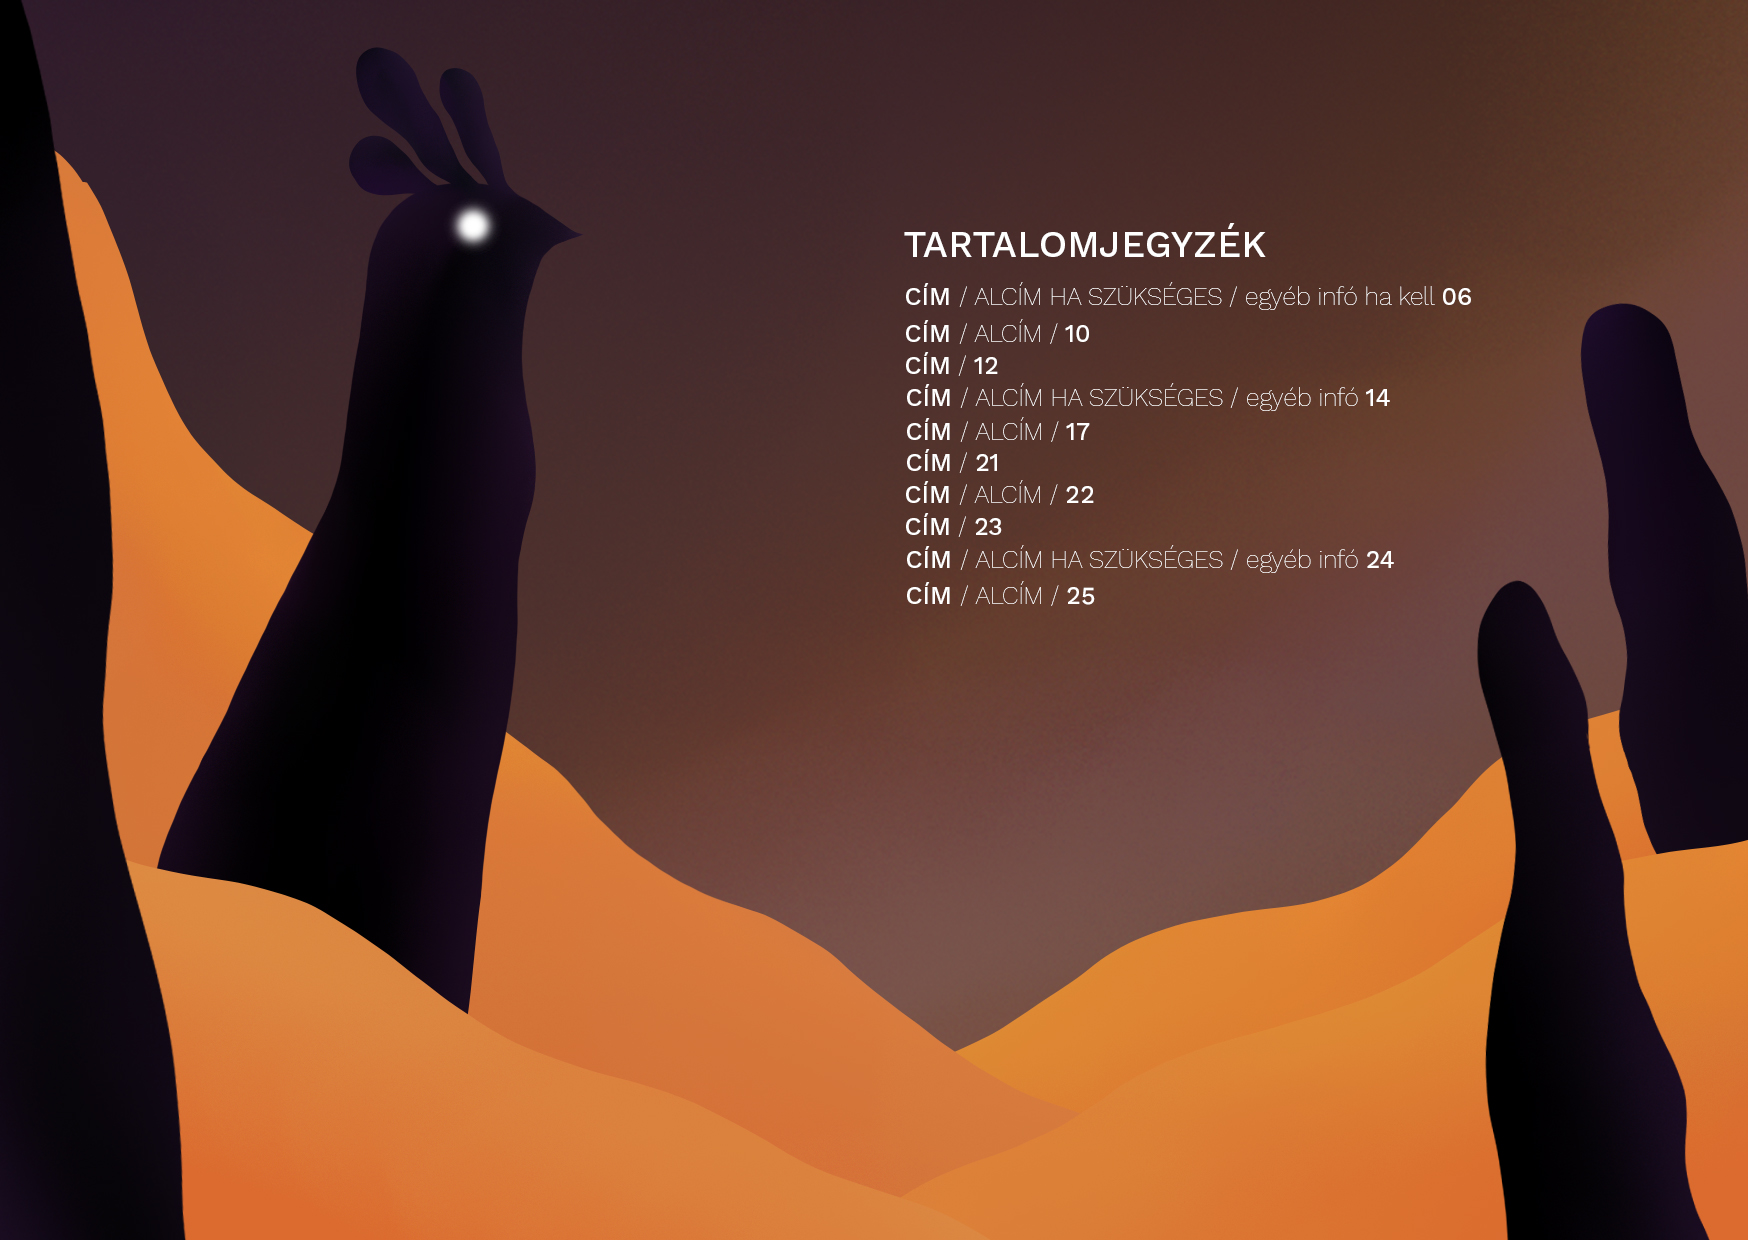 TARTALOMJEGYZÉK
CÍM / ALCÍM HA SZÜKSÉGES / egyéb infó ha kell 06
CÍM / ALCÍM / 10
CÍM / 12
CÍM / ALCÍM HA SZÜKSÉGES / egyéb infó 14
CÍM / ALCÍM / 17
CÍM / 21
CÍM / ALCÍM / 22
CÍM / 23
CÍM / ALCÍM HA SZÜKSÉGES / egyéb infó 24
CÍM / ALCÍM / 25